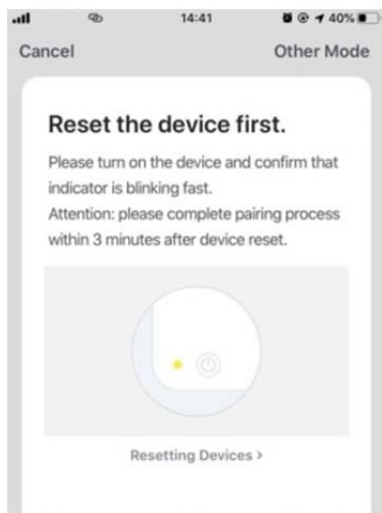 14:41
40%
Cancel
Other Mode
Reset the device first.
Please turn on the device and confirm that
indicator is blinking fast.
Attention: please complete pairing process
within 3 minutes after device reset.
Resetting Devices >